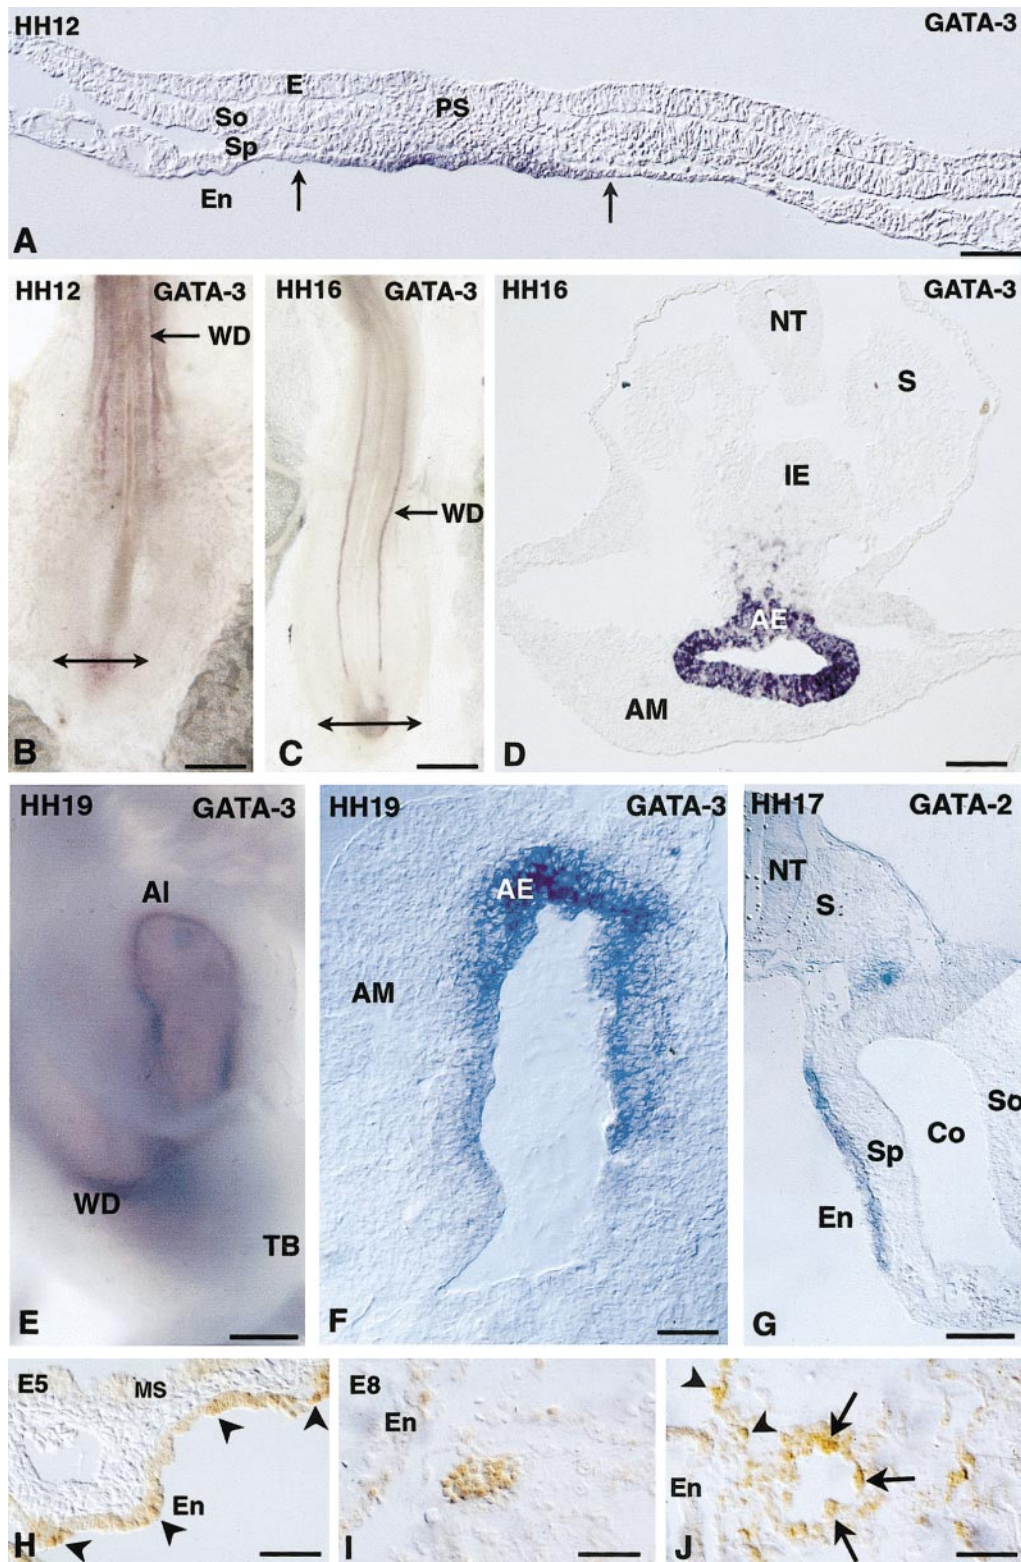 HH12 GATA-3
E
PS
So
Sp
En
A
HH12 GATA-3
WD
B
HH16 GATA-3
WD
C
HH16 GATA-3
NT
S
IE
AE
AM
D
HH19 GATA-3
Al
WD
TB
E
HH19 GATA-3
AE
AM
F
HH17 GATA-2
NT
S
Sp
Co
So
En
G
E5
MS
En
H
E8
En
I
En
J